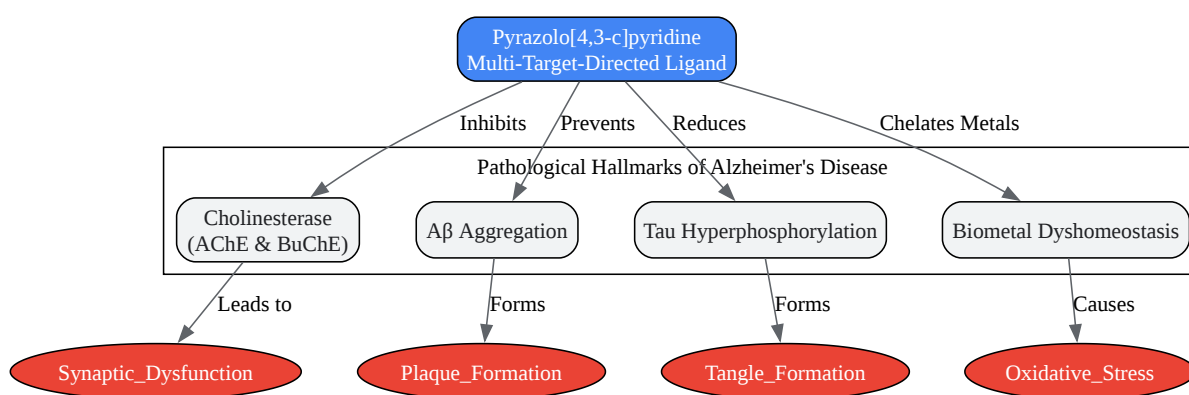 Pyrazolo[4,3-c]pyridine
Multi-Target-Directed Ligand
Inhibits
Prevents
Reduces
Chelates Metals
Pathological Hallmarks of Alzheimer's Disease
Cholinesterase
(AChE & BuChE)
Aβ Aggregation
Tau Hyperphosphorylation
Biometal Dyshomeostasis
Leads to
Forms
Forms
Causes
Synaptic_Dysfunction
Plaque_Formation
Tangle_Formation
Oxidative_Stress